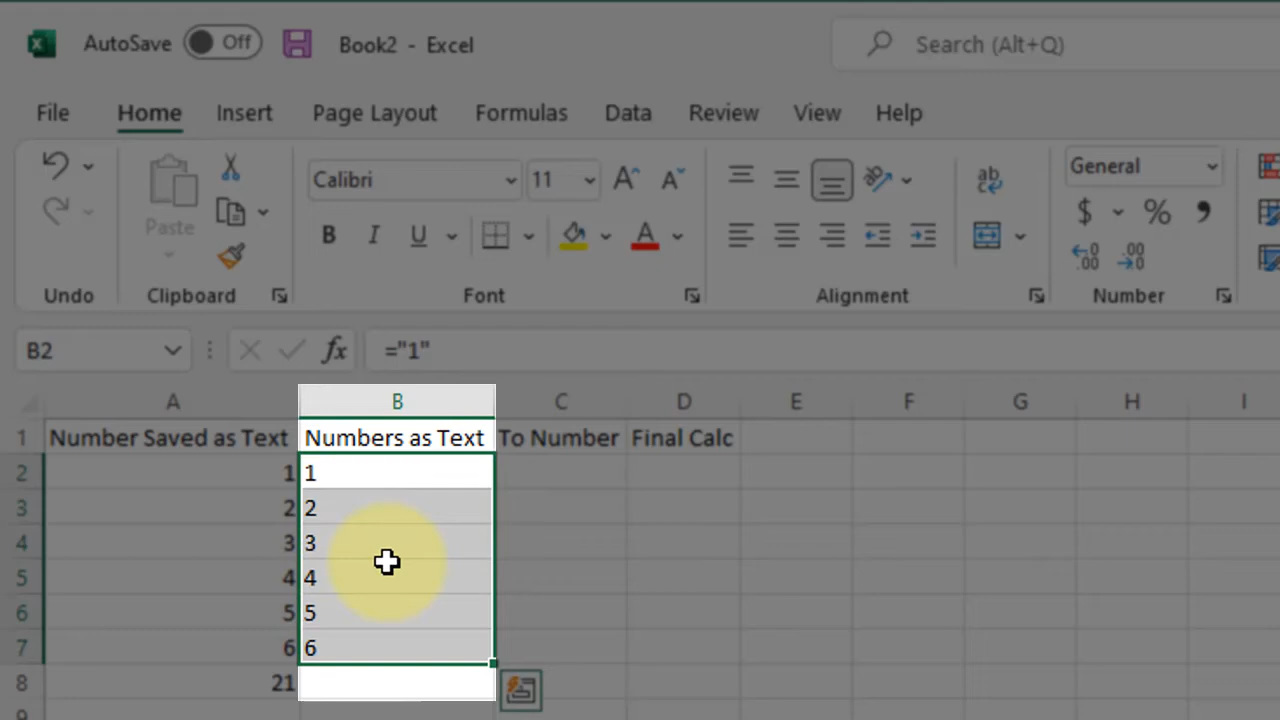 AutoSave Off Book2 - Excel Search (Alt+Q)
File Home Insert Page Layout Formulas Data Review View Help
Calibri 11 ab General
Paste B I U A $ % 9
Undo Clipboard Font Alignment Number
B2 fx ="1"
A B C D E F G H I
1 Number Saved as Text Numbers as Text To Number Final Calc
2 1 1
3 2 2
4 3 3
5 4 4
6 5 5
7 6 6
8 21
9